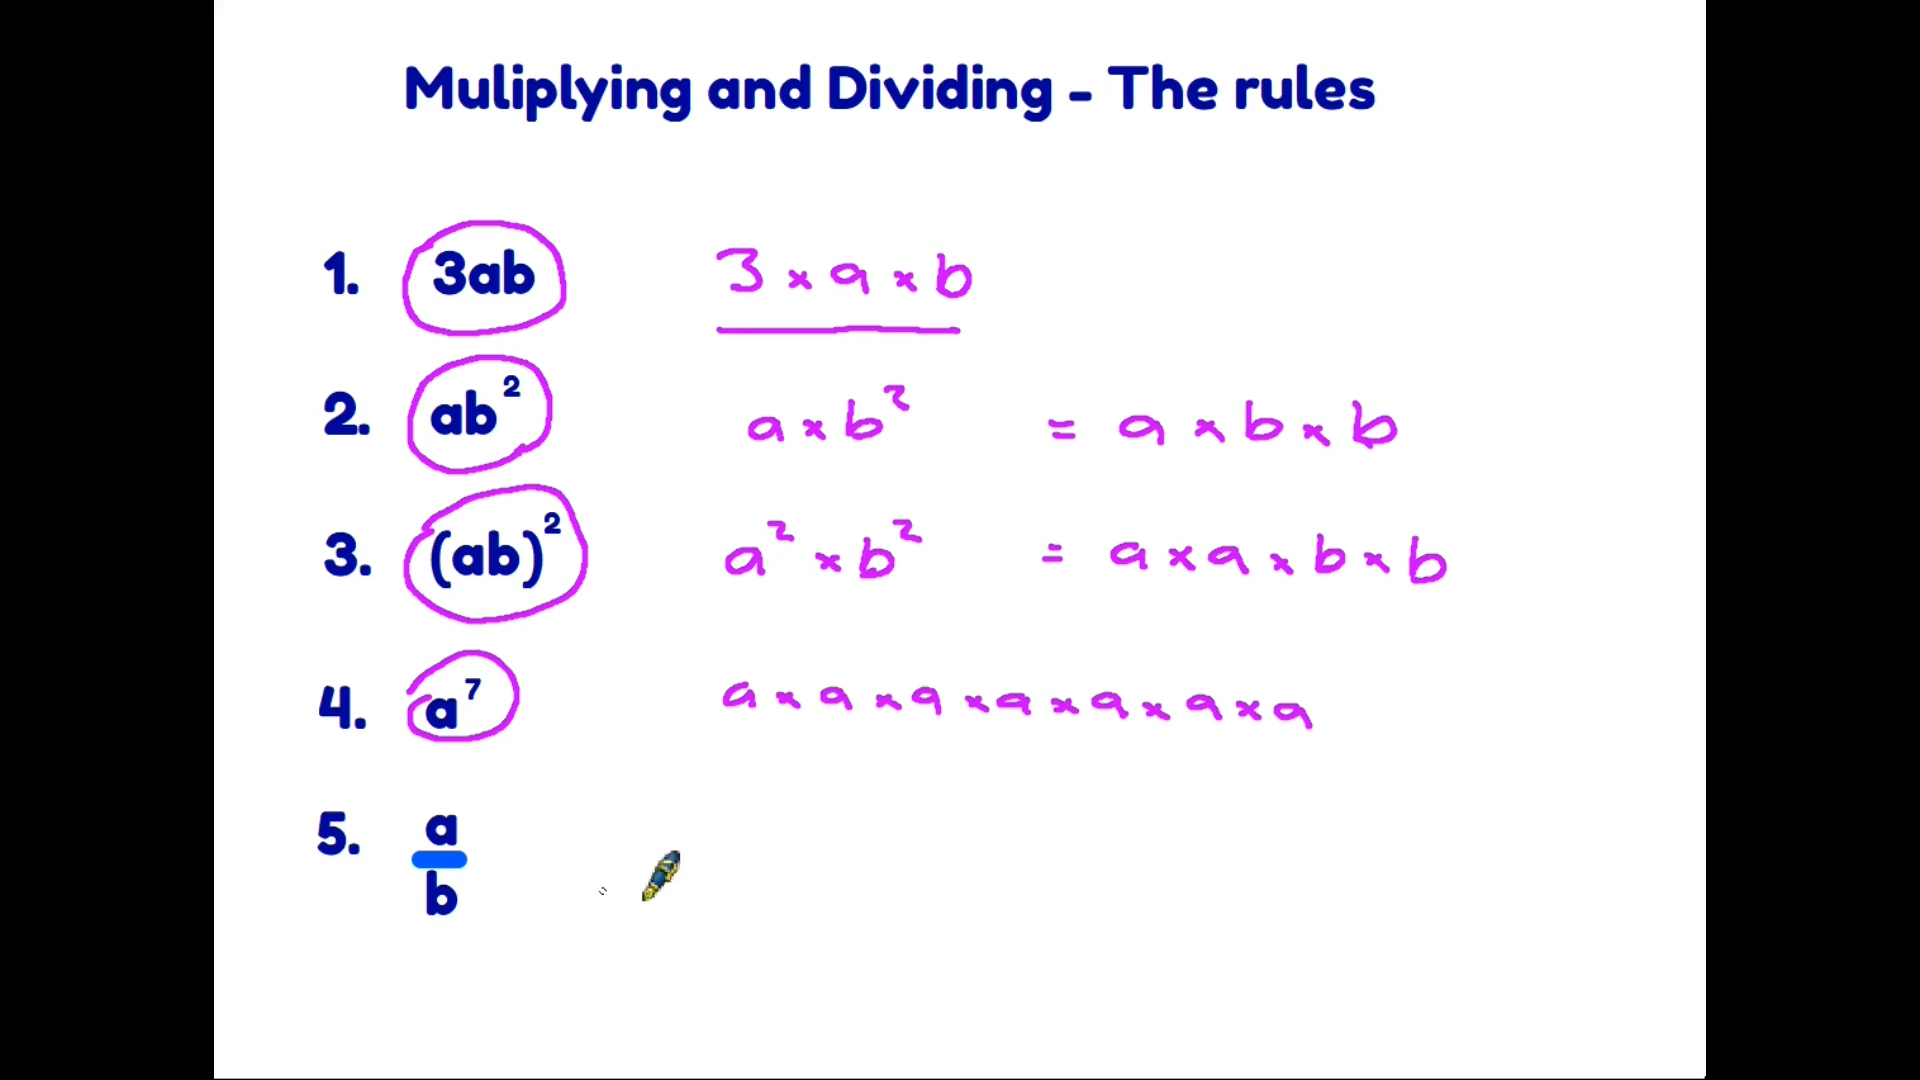 Muliplying and Dividing - The rules
1. 3ab 3 × a × b
2. ab² a × b² = a × b × b
3. (ab)² a² × b² = a × a × b × b
4. a⁷ a × a × a × a × a × a × a
5. a
b